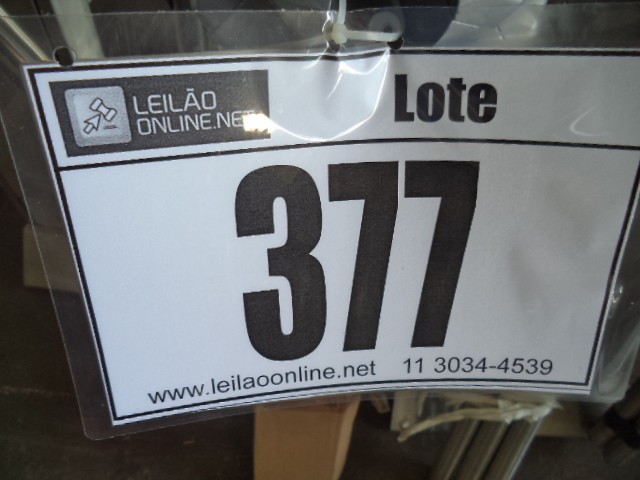 LEILÃO
ONLINE.NET
Lote
377
www.leilaoonline.net 11 3034-4539